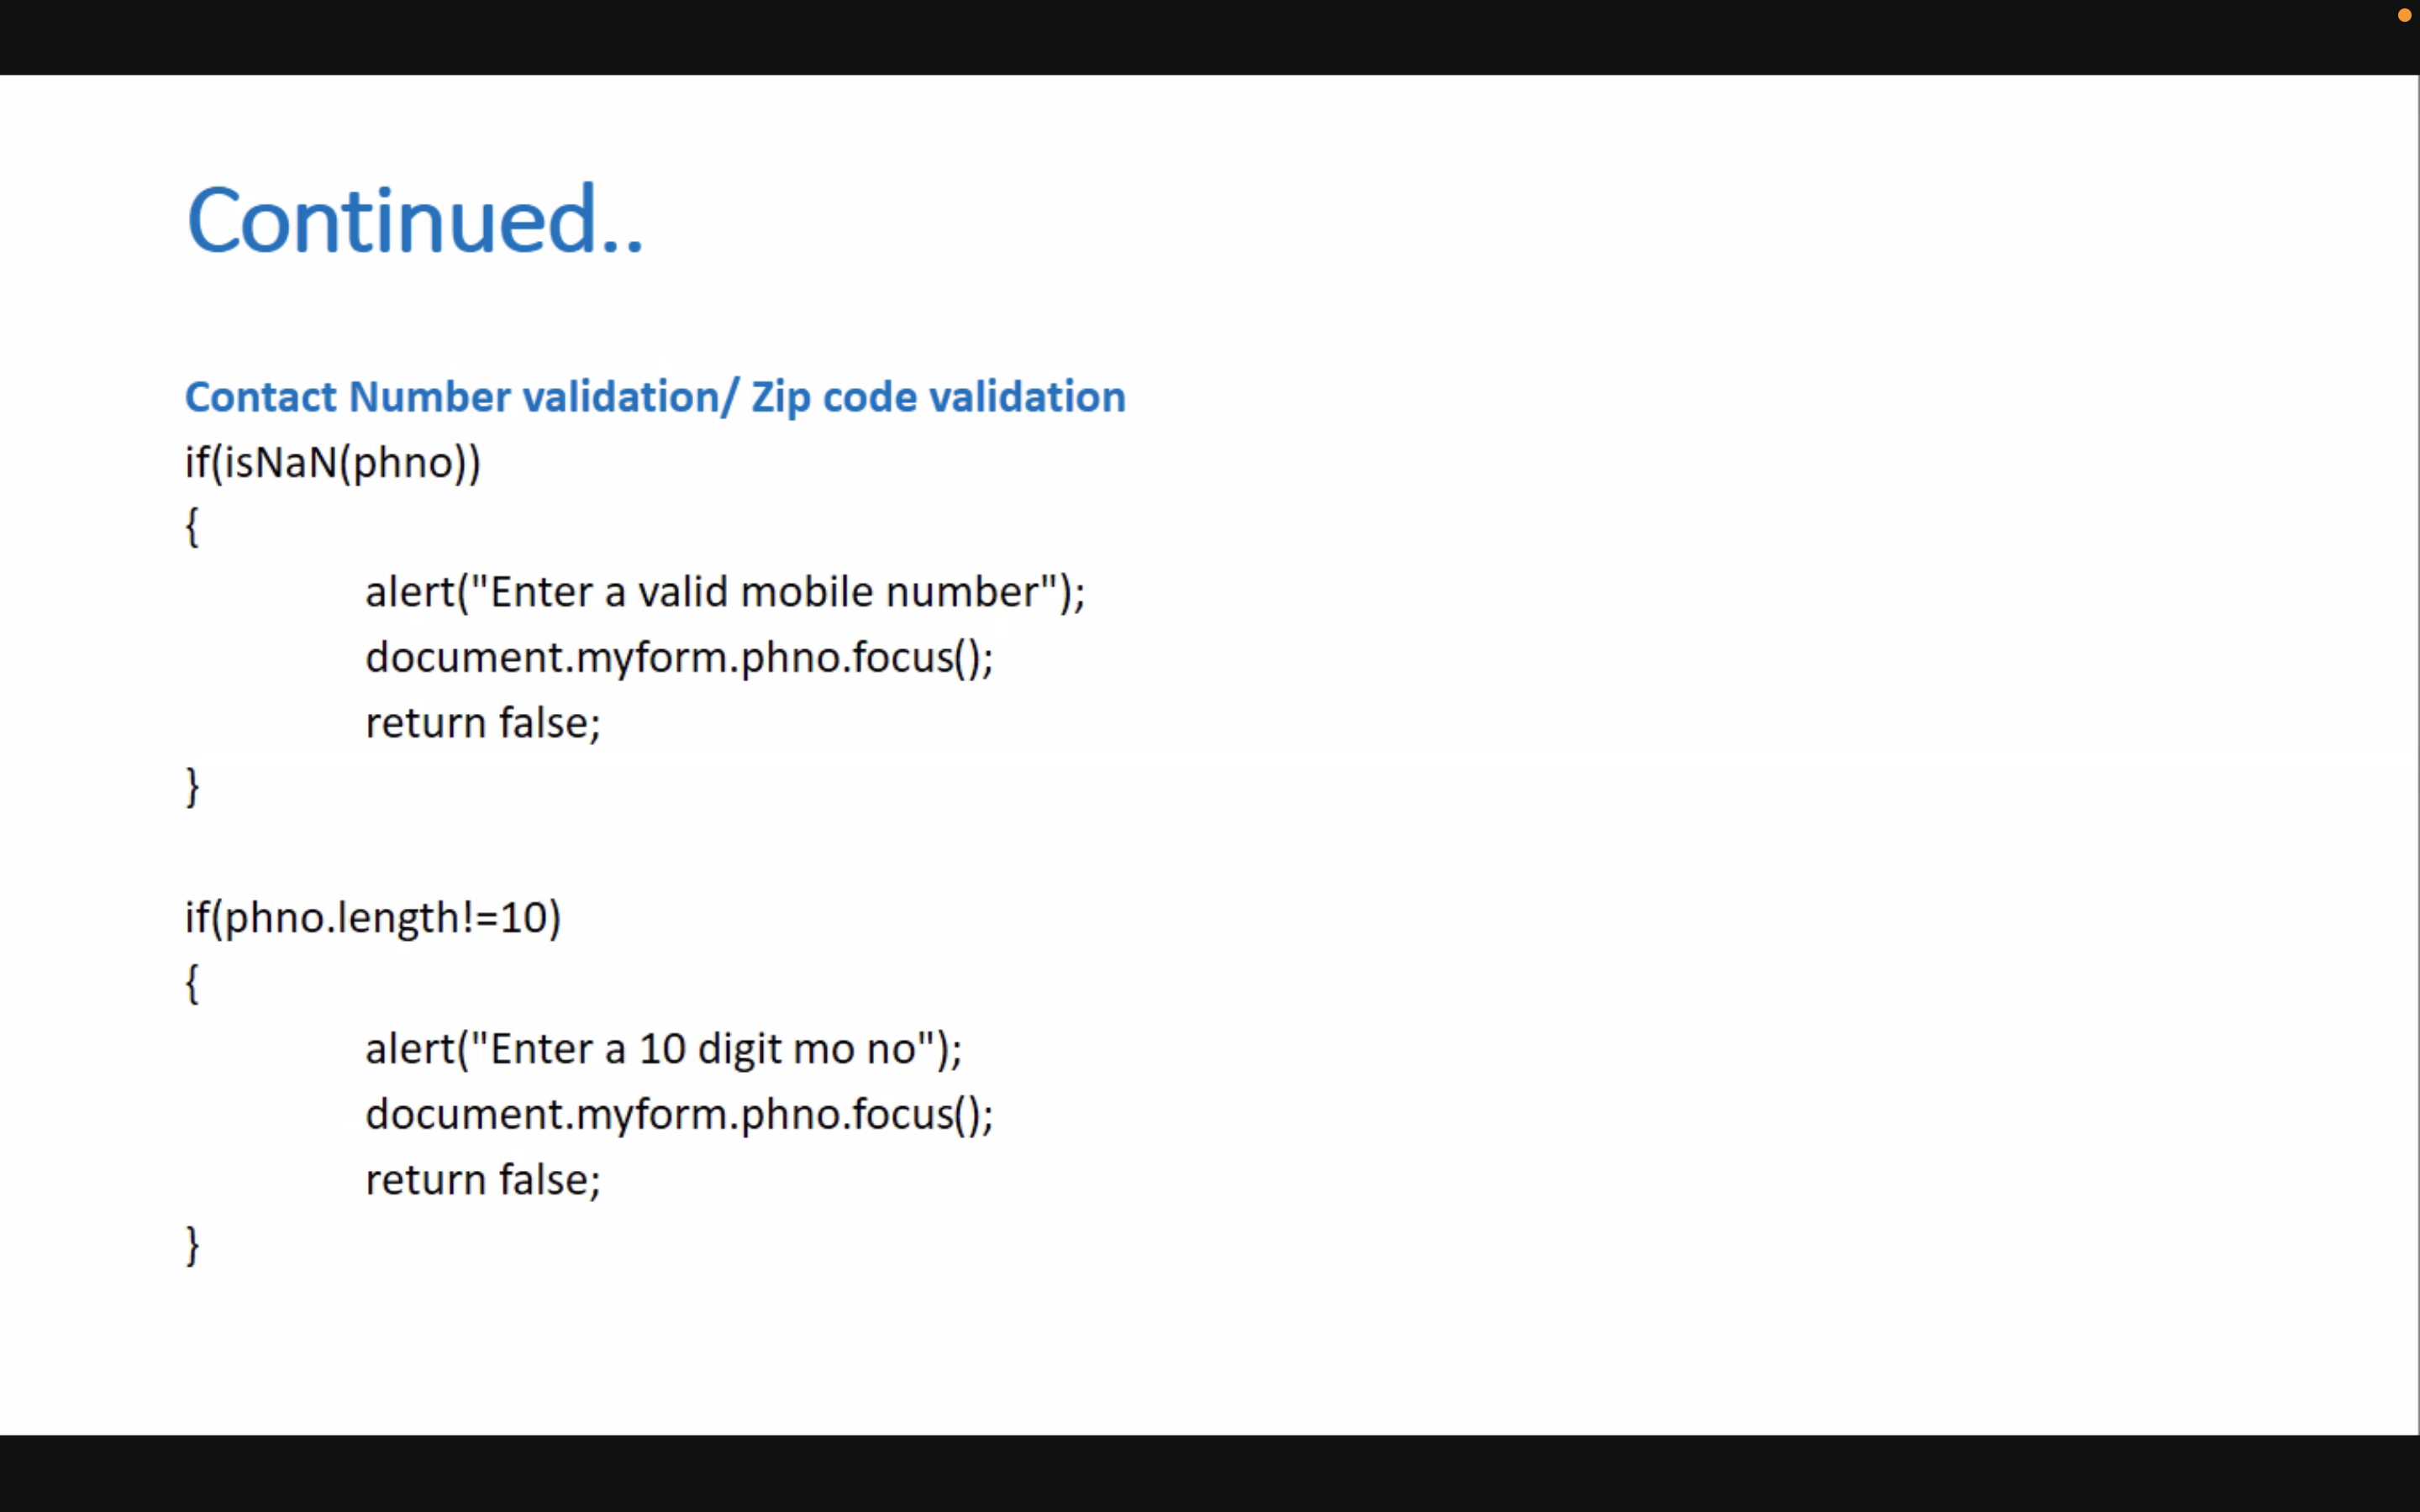 Continued..
Contact Number validation/ Zip code validation
if(isNaN(phno))
{
alert("Enter a valid mobile number");
document.myform.phno.focus();
return false;
}
if(phno.length!=10)
{
alert("Enter a 10 digit mo no");
document.myform.phno.focus();
return false;
}